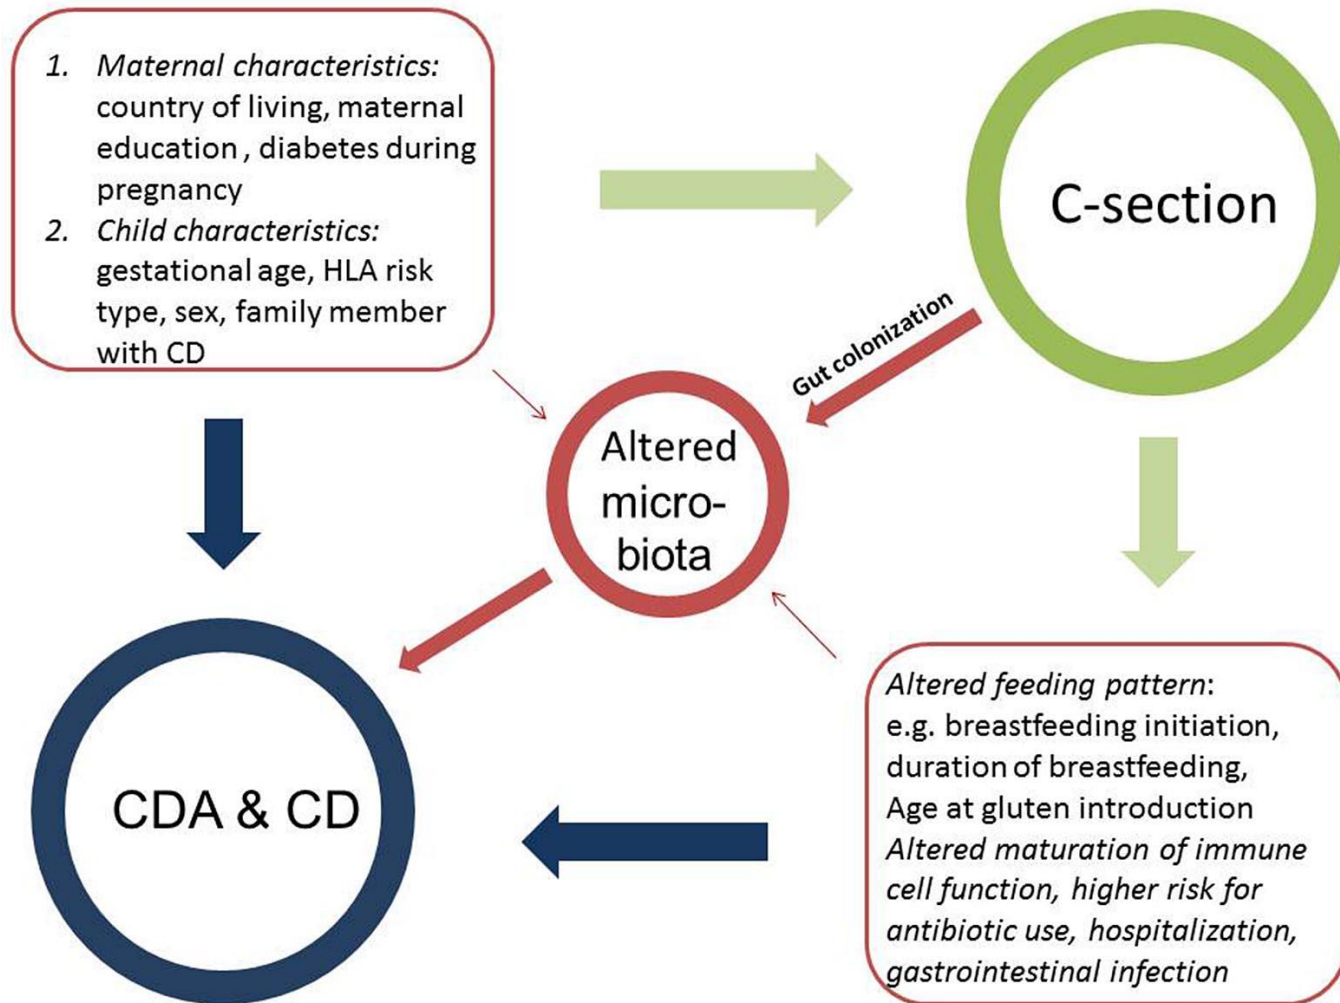 1. Maternal characteristics:
country of living, maternal
education , diabetes during
pregnancy
2. Child characteristics:
gestational age, HLA risk
type, sex, family member
with CD
C-section
Gut colonization
Altered
micro-
biota
CDA & CD
Altered feeding pattern:
e.g. breastfeeding initiation,
duration of breastfeeding,
Age at gluten introduction
Altered maturation of immune
cell function, higher risk for
antibiotic use, hospitalization,
gastrointestinal infection